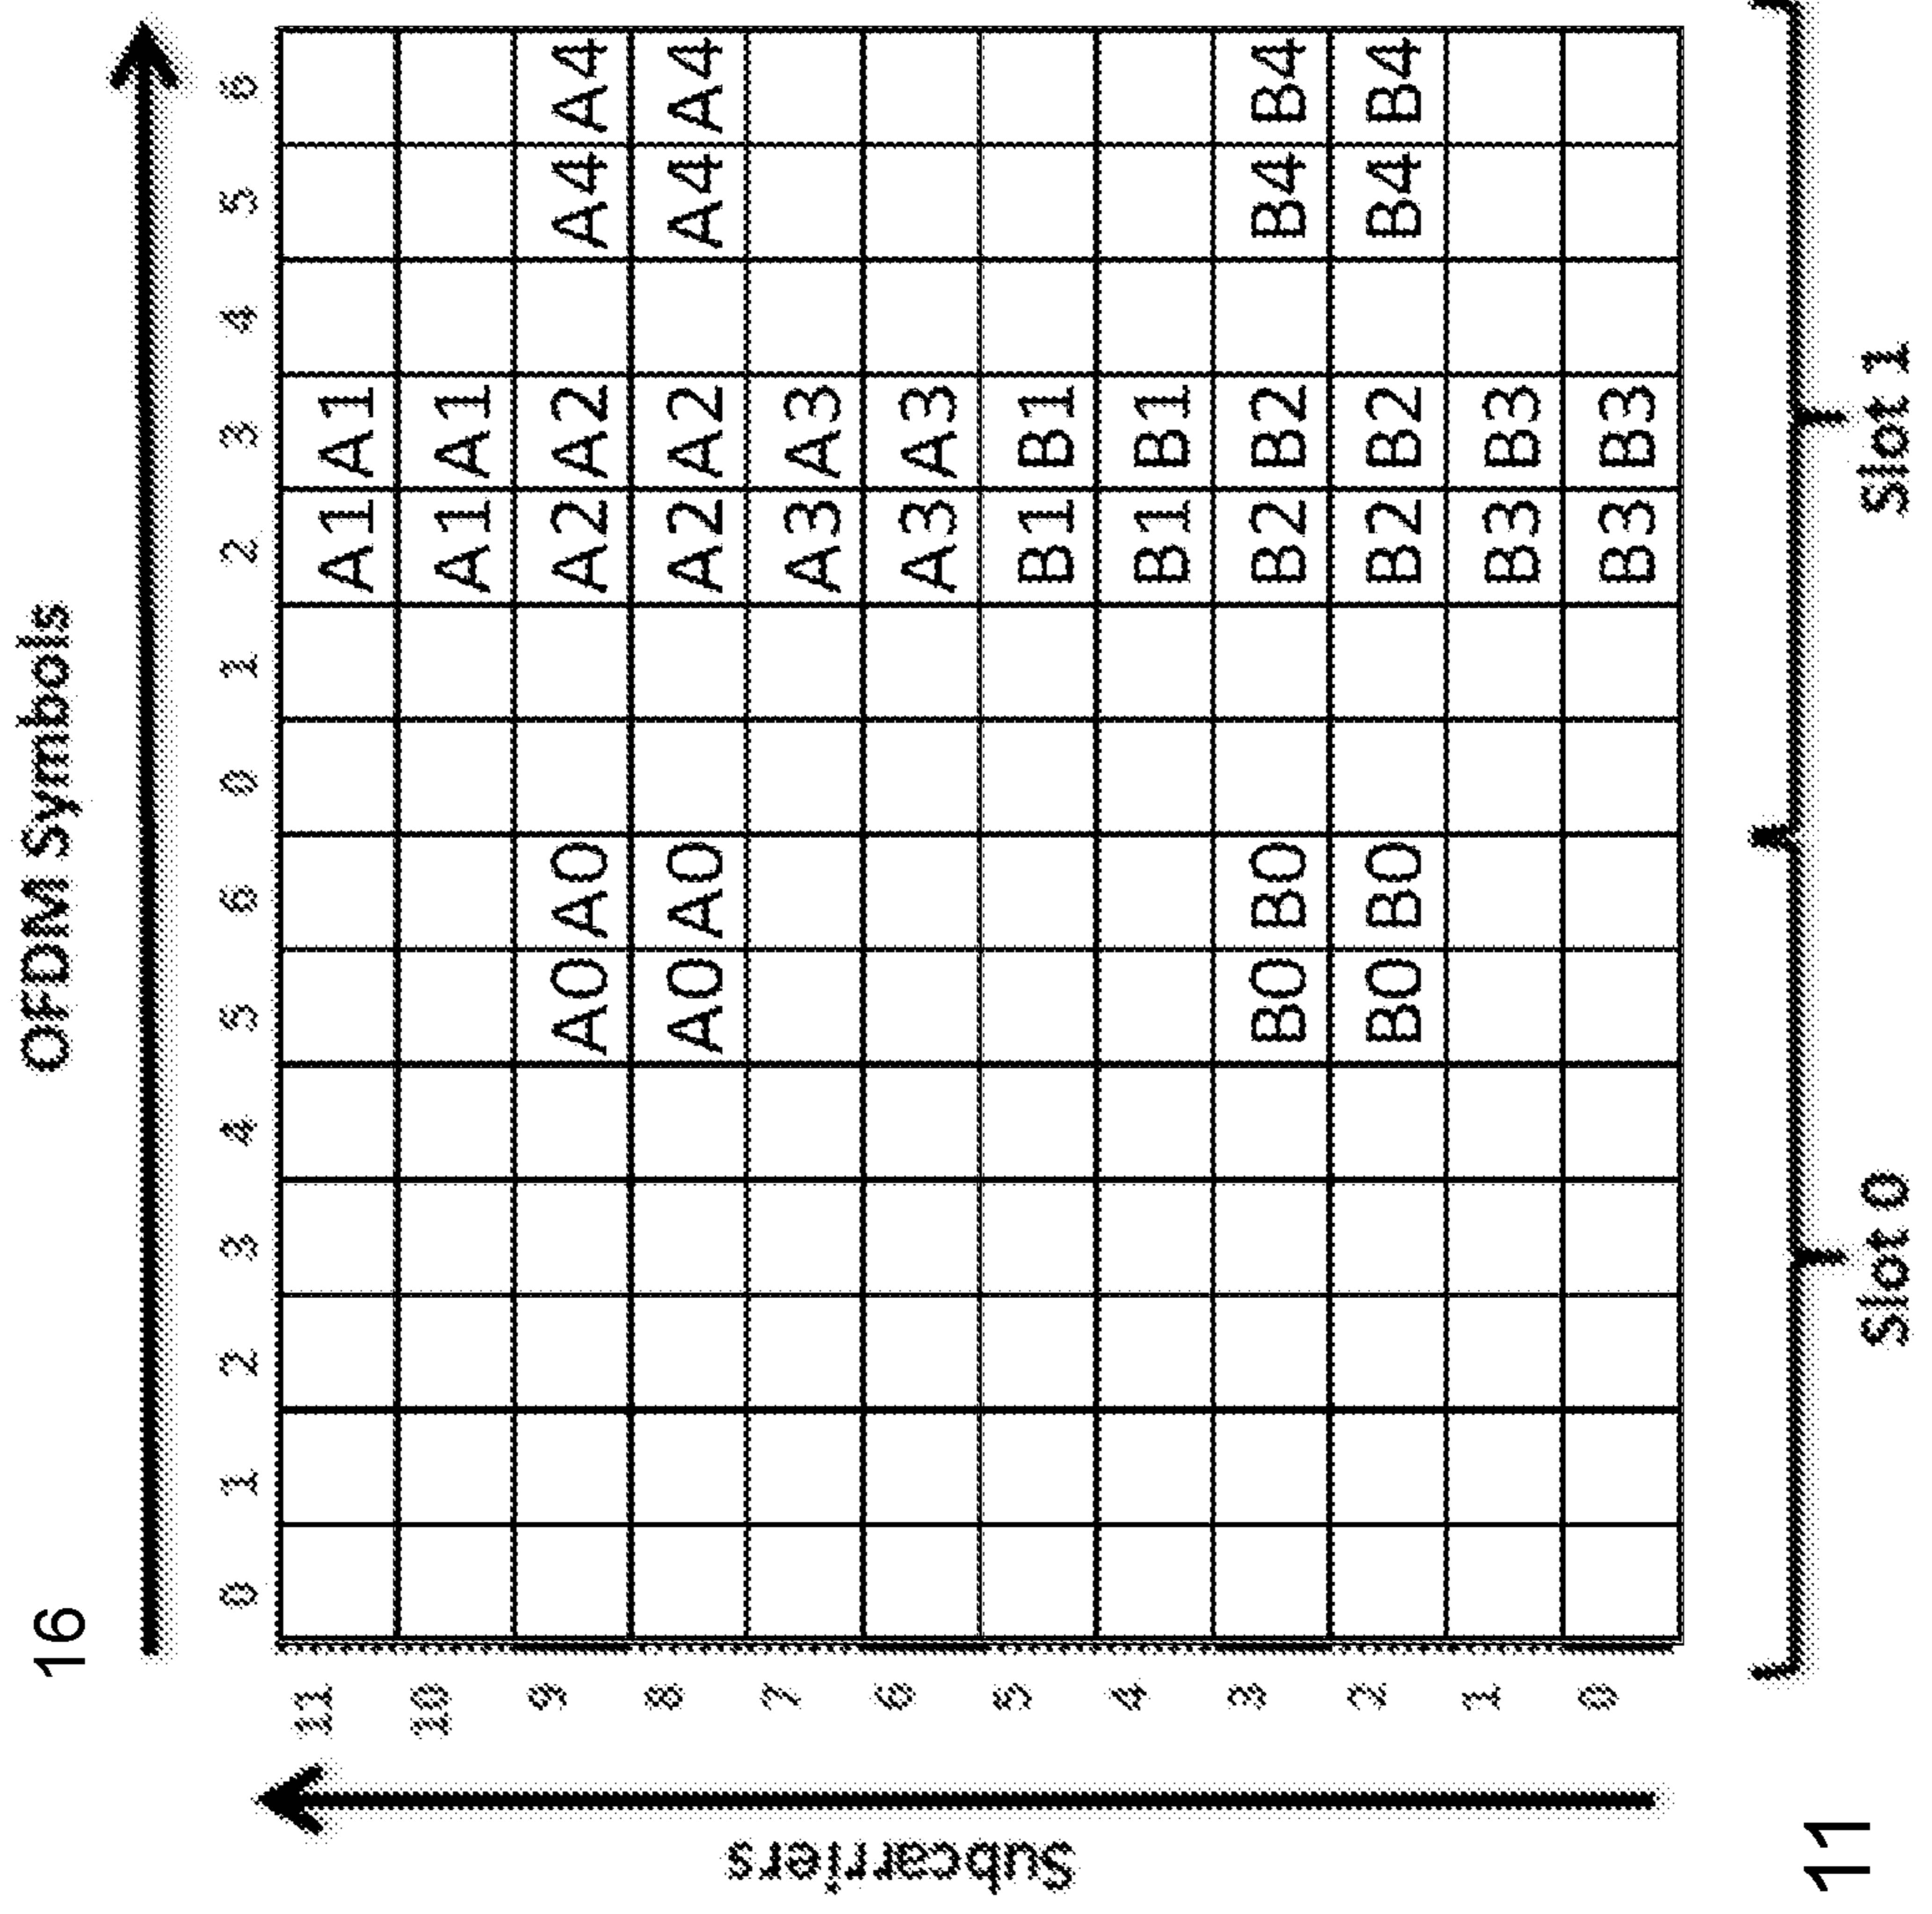 16
OFDM Symbols
0 1 2 3 4 5 6 0 1 2 3 4 5 6
Subcarriers
11 A1 A1
10 A1 A1
9 A0 A0 A2 A2 A4 A4
8 A0 A0 A2 A2 A4 A4
7 A3 A3
6 A3 A3
5 B1 B1
4 B1 B1
3 B0 B0 B2 B2 B4 B4
2 B0 B0 B2 B2 B4 B4
1 B3 B3
0 B3 B3
Slot 0 Slot 1
11